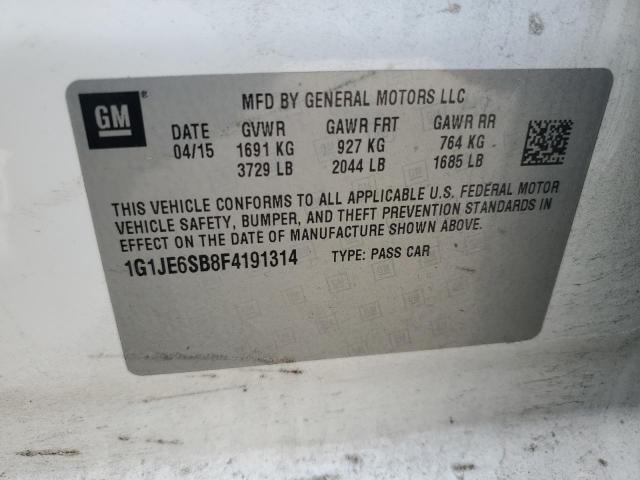 GM ® MFD BY GENERAL MOTORS LLC
DATE GVWR GAWR FRT GAWR RR
04/15 1691 KG 927 KG 764 KG
3729 LB 2044 LB 1685 LB
THIS VEHICLE CONFORMS TO ALL APPLICABLE U.S. FEDERAL MOTOR
VEHICLE SAFETY, BUMPER, AND THEFT PREVENTION STANDARDS IN
EFFECT ON THE DATE OF MANUFACTURE SHOWN ABOVE.
1G1JE6SB8F4191314 TYPE: PASS CAR